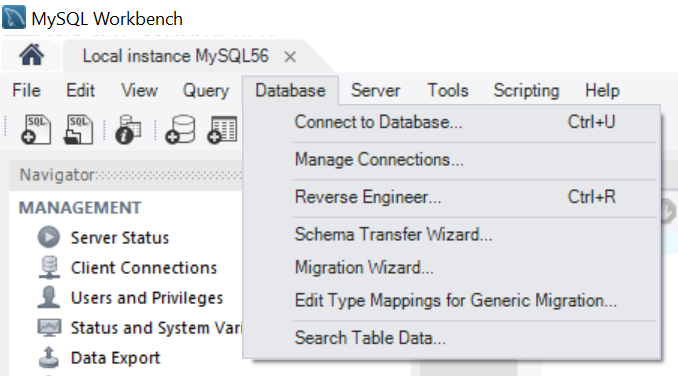 MySQL Workbench
Local instance MySQL56
File Edit View Query Database Server Tools Scripting Help
SQL SQL
Connect to Database... Ctrl+U
Manage Connections...
Navigator
Reverse Engineer... Ctrl+R
MANAGEMENT
Schema Transfer Wizard...
Server Status
Migration Wizard...
Client Connections
Edit Type Mappings for Generic Migration...
Users and Privileges
Status and System Vari
Search Table Data...
Data Export